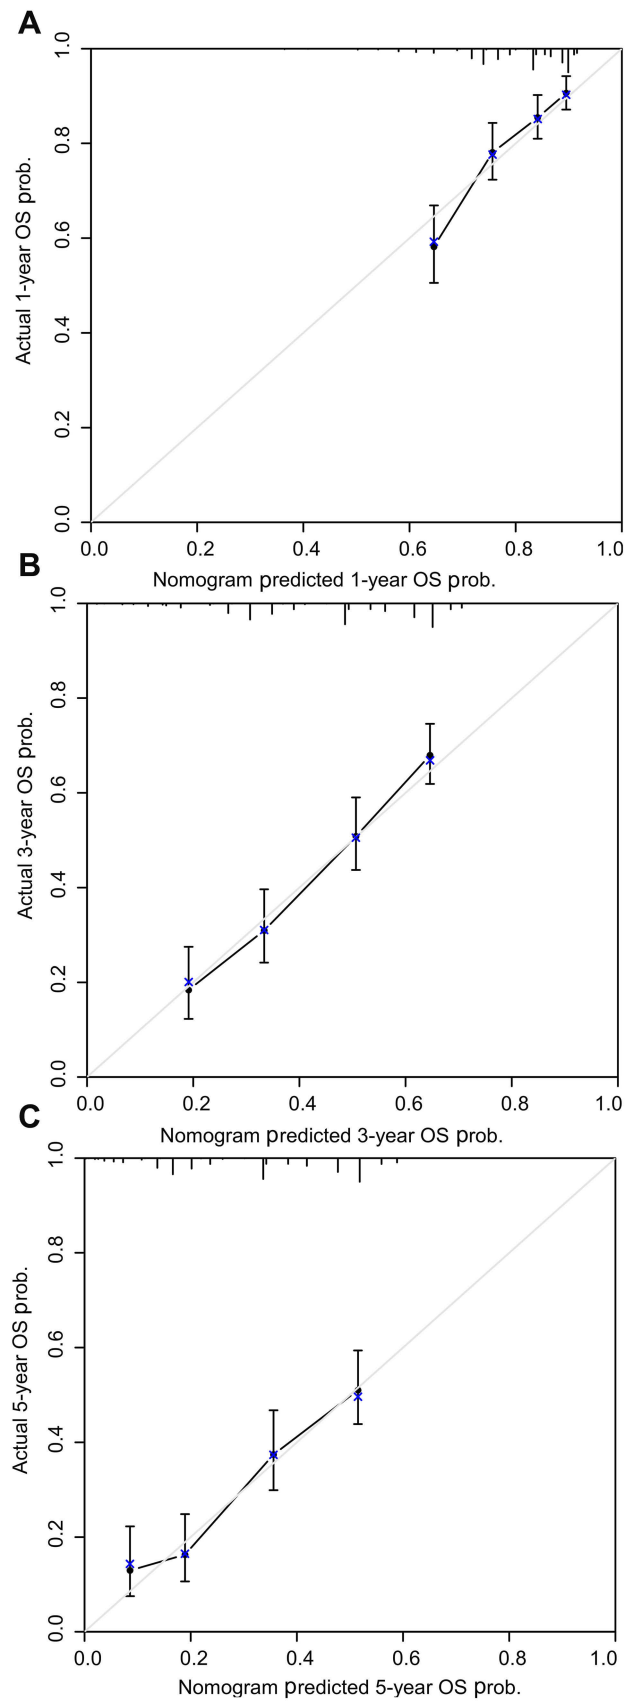 A
1.0
0.8
0.6
0.4
0.2
0.0
Actual 1-year OS prob.
0.0 0.2 0.4 0.6 0.8 1.0
Nomogram predicted 1-year OS prob.
B
1.0
0.8
0.6
0.4
0.2
0.0
Actual 3-year OS prob.
0.0 0.2 0.4 0.6 0.8 1.0
Nomogram predicted 3-year OS prob.
C
1.0
0.8
0.6
0.4
0.2
0.0
Actual 5-year OS prob.
0.0 0.2 0.4 0.6 0.8 1.0
Nomogram predicted 5-year OS prob.